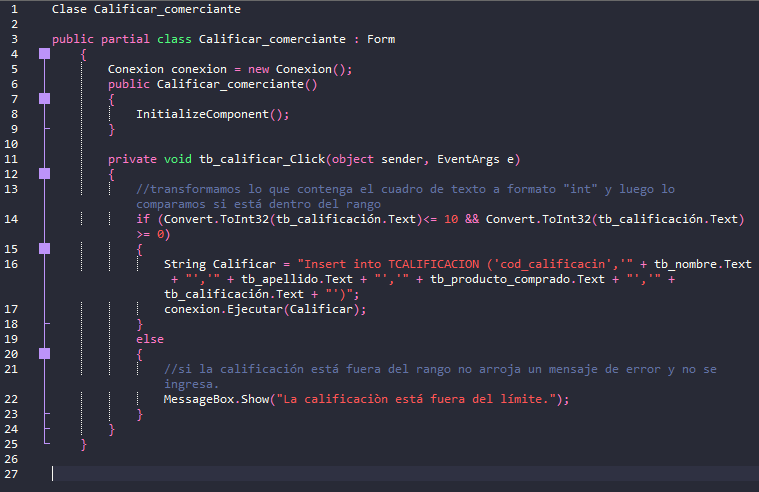 1 Clase Calificar_comerciante
2
3 public partial class Calificar_comerciante : Form
4 {
5 Conexion conexion = new Conexion();
6 public Calificar_comerciante()
7 {
8 InitializeComponent();
9 }
10
11 private void tb_calificar_Click(object sender, EventArgs e)
12 {
13 //transformamos lo que contenga el cuadro de texto a formato "int" y luego lo
comparamos si está dentro del rango
14 if (Convert.ToInt32(tb_calificación.Text)<= 10 && Convert.ToInt32(tb_calificación.Text)
>= 0)
15 {
16 String Calificar = "Insert into TCALIFICACION ('cod_calificacin','" + tb_nombre.Text
+ "','" + tb_apellido.Text + "','" + tb_producto_comprado.Text + "','" +
tb_calificación.Text + "')";
17 conexion.Ejecutar(Calificar);
18 }
19 else
20 {
21 //si la calificación está fuera del rango no arroja un mensaje de error y no se
ingresa.
22 MessageBox.Show("La calificaciòn está fuera del límite.");
23 }
24 }
25 }
26
27